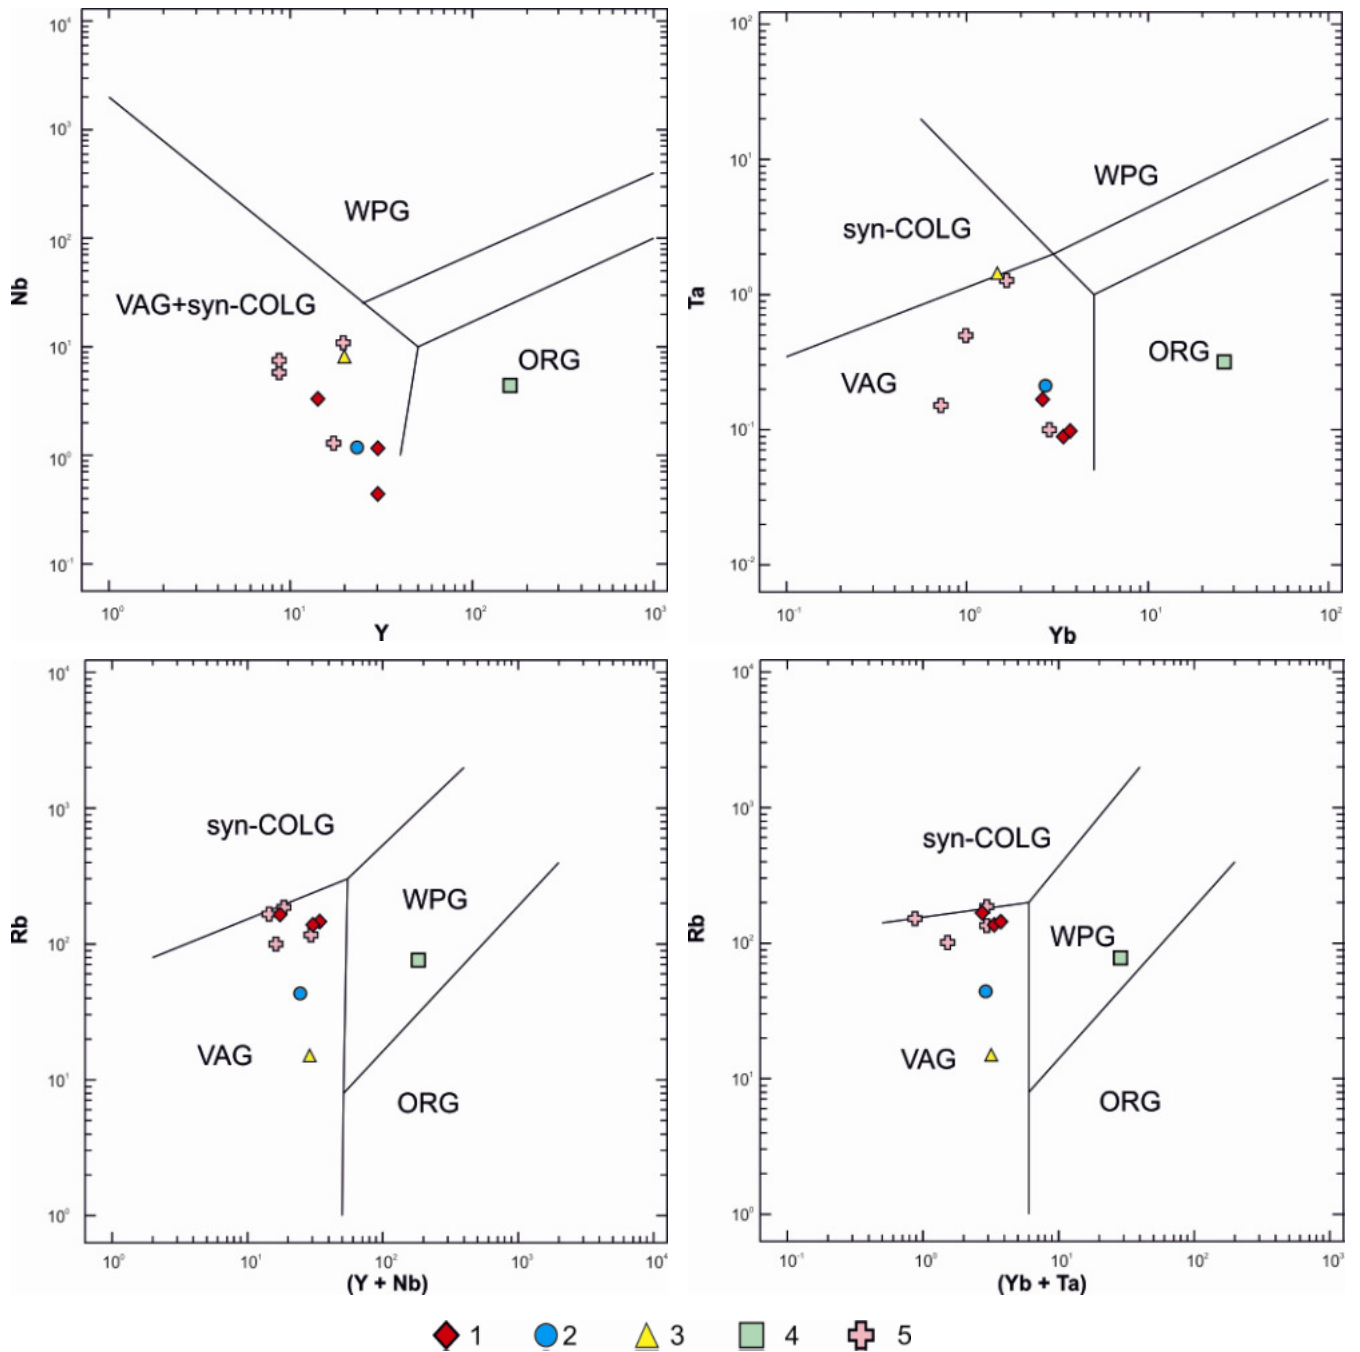 10⁴
10³
10²
10¹
10⁰
10⁻¹
Nb
WPG
VAG+syn-COLG
ORG
10⁰ 10¹ 10² 10³
Y
10²
10¹
10⁰
10⁻¹
10⁻²
Ta
WPG
syn-COLG
ORG
VAG
10⁻¹ 10⁰ 10¹ 10²
Yb
10⁴
10³
10²
10¹
10⁰
Rb
syn-COLG
WPG
VAG
ORG
10⁰ 10¹ 10² 10³ 10⁴
(Y + Nb)
10⁴
10³
10²
10¹
10⁰
Rb
syn-COLG
WPG
VAG
ORG
10⁻¹ 10⁰ 10¹ 10² 10³
(Yb + Ta)
1 2 3 4 5